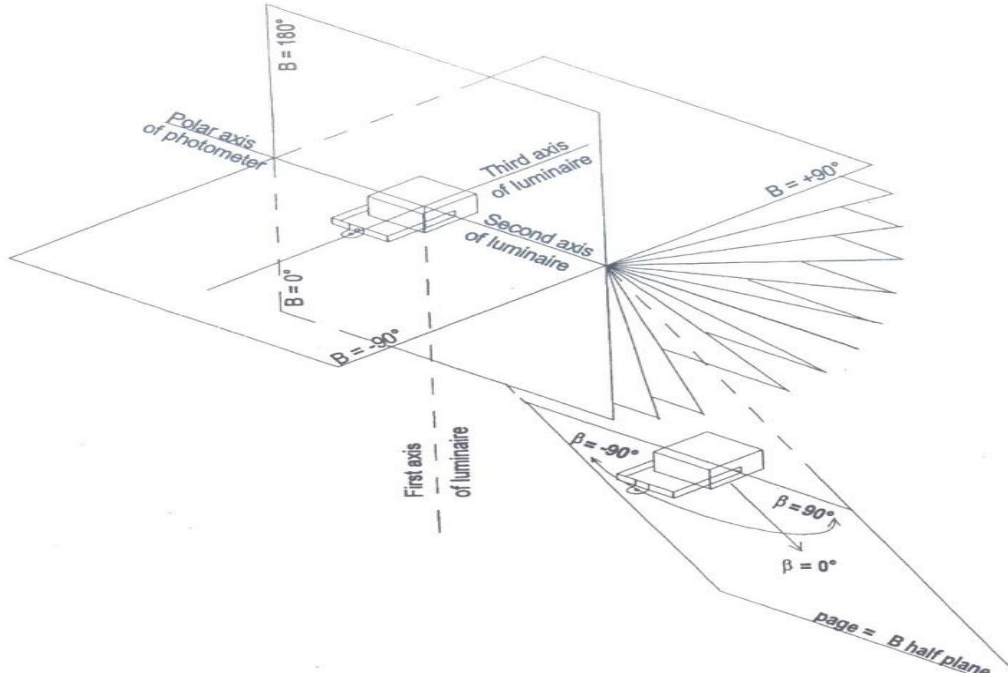 B = 180°
Polar axis
of photometer
Third axis
of luminaire
B = +90°
Second axis
of luminaire
B = 0°
B = -90°
First axis
of luminaire
β = -90°
β = 90°
β = 0°
page = B half plane